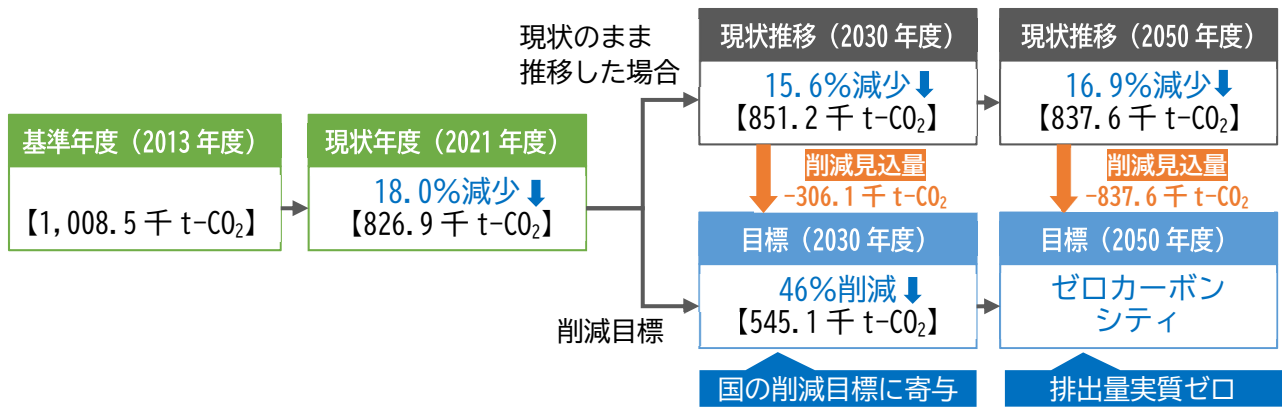 基準年度（2013 年度）
【1,008.5 千 t-CO₂】
現状年度（2021 年度）
18.0%減少
【826.9 千 t-CO₂】
現状のまま
推移した場合
現状推移（2030 年度）
15.6%減少
【851.2 千 t-CO₂】
現状推移（2050 年度）
16.9%減少
【837.6 千 t-CO₂】
削減見込量
-306.1 千 t-CO₂
削減見込量
-837.6 千 t-CO₂
削減目標
目標（2030 年度）
46%削減
【545.1 千 t-CO₂】
国の削減目標に寄与
目標（2050 年度）
ゼロカーボン
シティ
排出量実質ゼロ